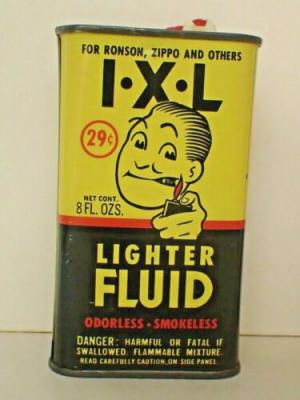 FOR RONSON, ZIPPO AND OTHERS
I·X·L
29¢
NET CONT.
8 FL. OZS.
LIGHTER
FLUID
ODORLESS · SMOKELESS
DANGER: HARMFUL OR FATAL IF
SWALLOWED. FLAMMABLE MIXTURE.
READ CAREFULLY CAUTION, ON SIDE PANEL